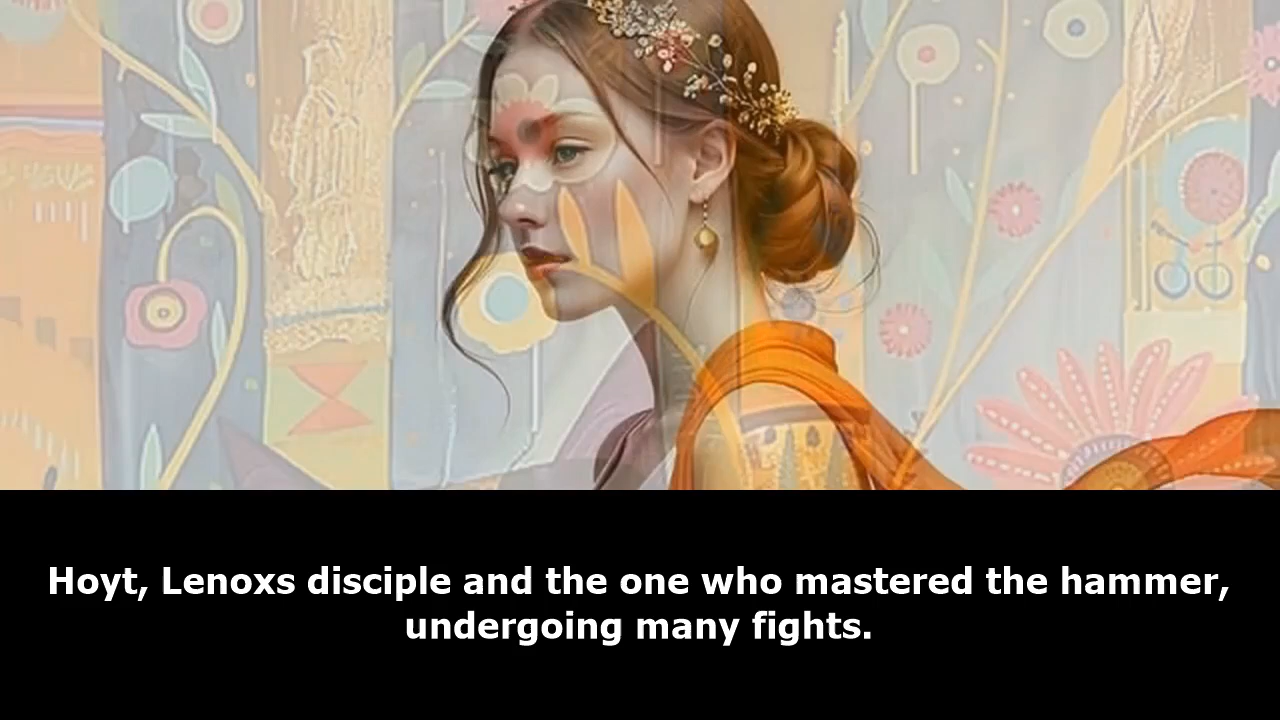 Hoyt, Lenoxs disciple and the one who mastered the hammer,
undergoing many fights.